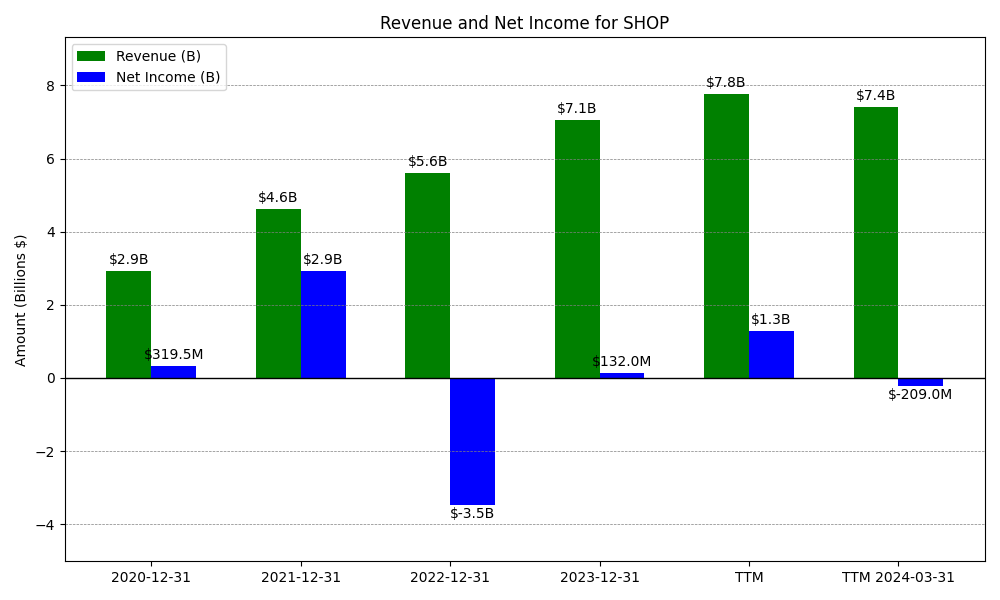 Revenue and Net Income for SHOP
Revenue (B)
Net Income (B)
Amount (Billions $)
8
6
4
2
0
−2
−4
$2.9B
$319.5M
$4.6B
$2.9B
$5.6B
$-3.5B
$7.1B
$132.0M
$7.8B
$1.3B
$7.4B
$-209.0M
2020-12-31
2021-12-31
2022-12-31
2023-12-31
TTM
TTM 2024-03-31